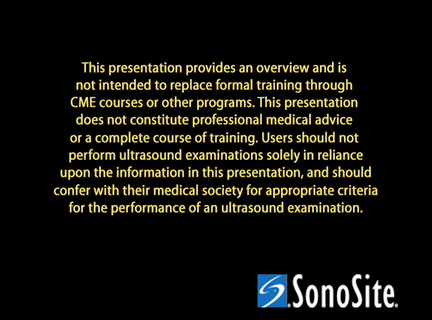 This presentation provides an overview and is
not intended to replace formal training through
CME courses or other programs. This presentation
does not constitute professional medical advice
or a complete course of training. Users should not
perform ultrasound examinations solely in reliance
upon the information in this presentation, and should
confer with their medical society for appropriate criteria
for the performance of an ultrasound examination.
SonoSite®